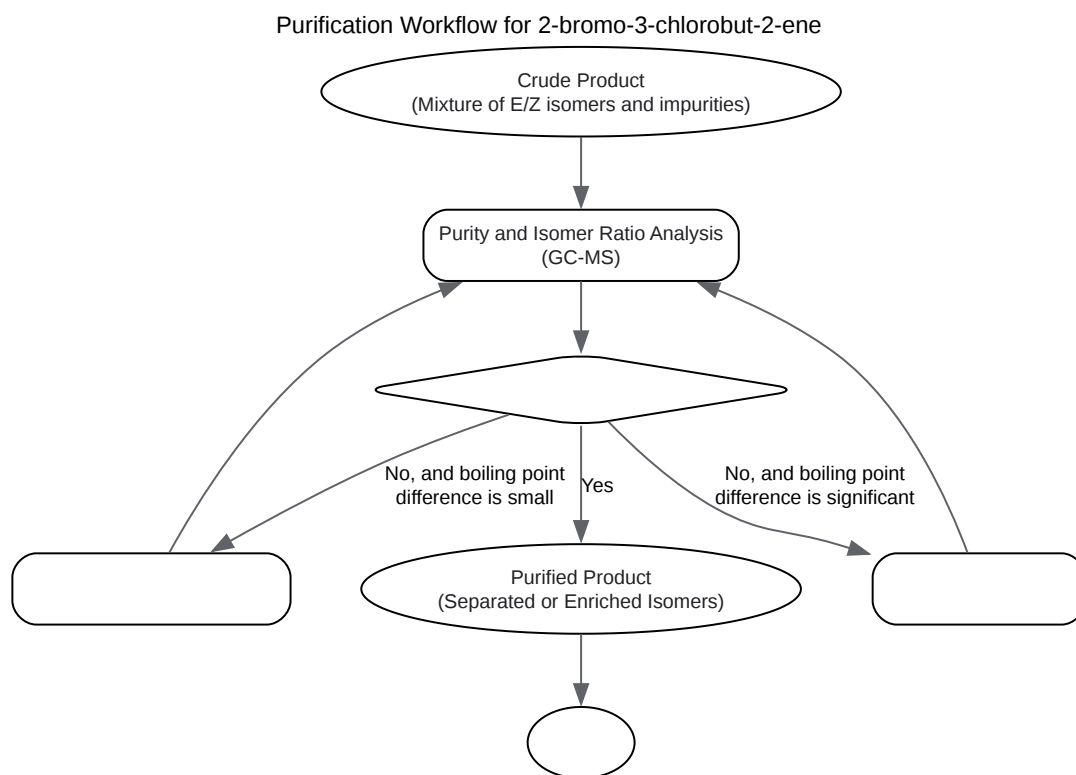 Purification Workflow for 2-bromo-3-chlorobut-2-ene
Crude Product
(Mixture of E/Z isomers and impurities)
Purity and Isomer Ratio Analysis
(GC-MS)
No, and boiling point
difference is small
Yes
No, and boiling point
difference is significant
Purified Product
(Separated or Enriched Isomers)